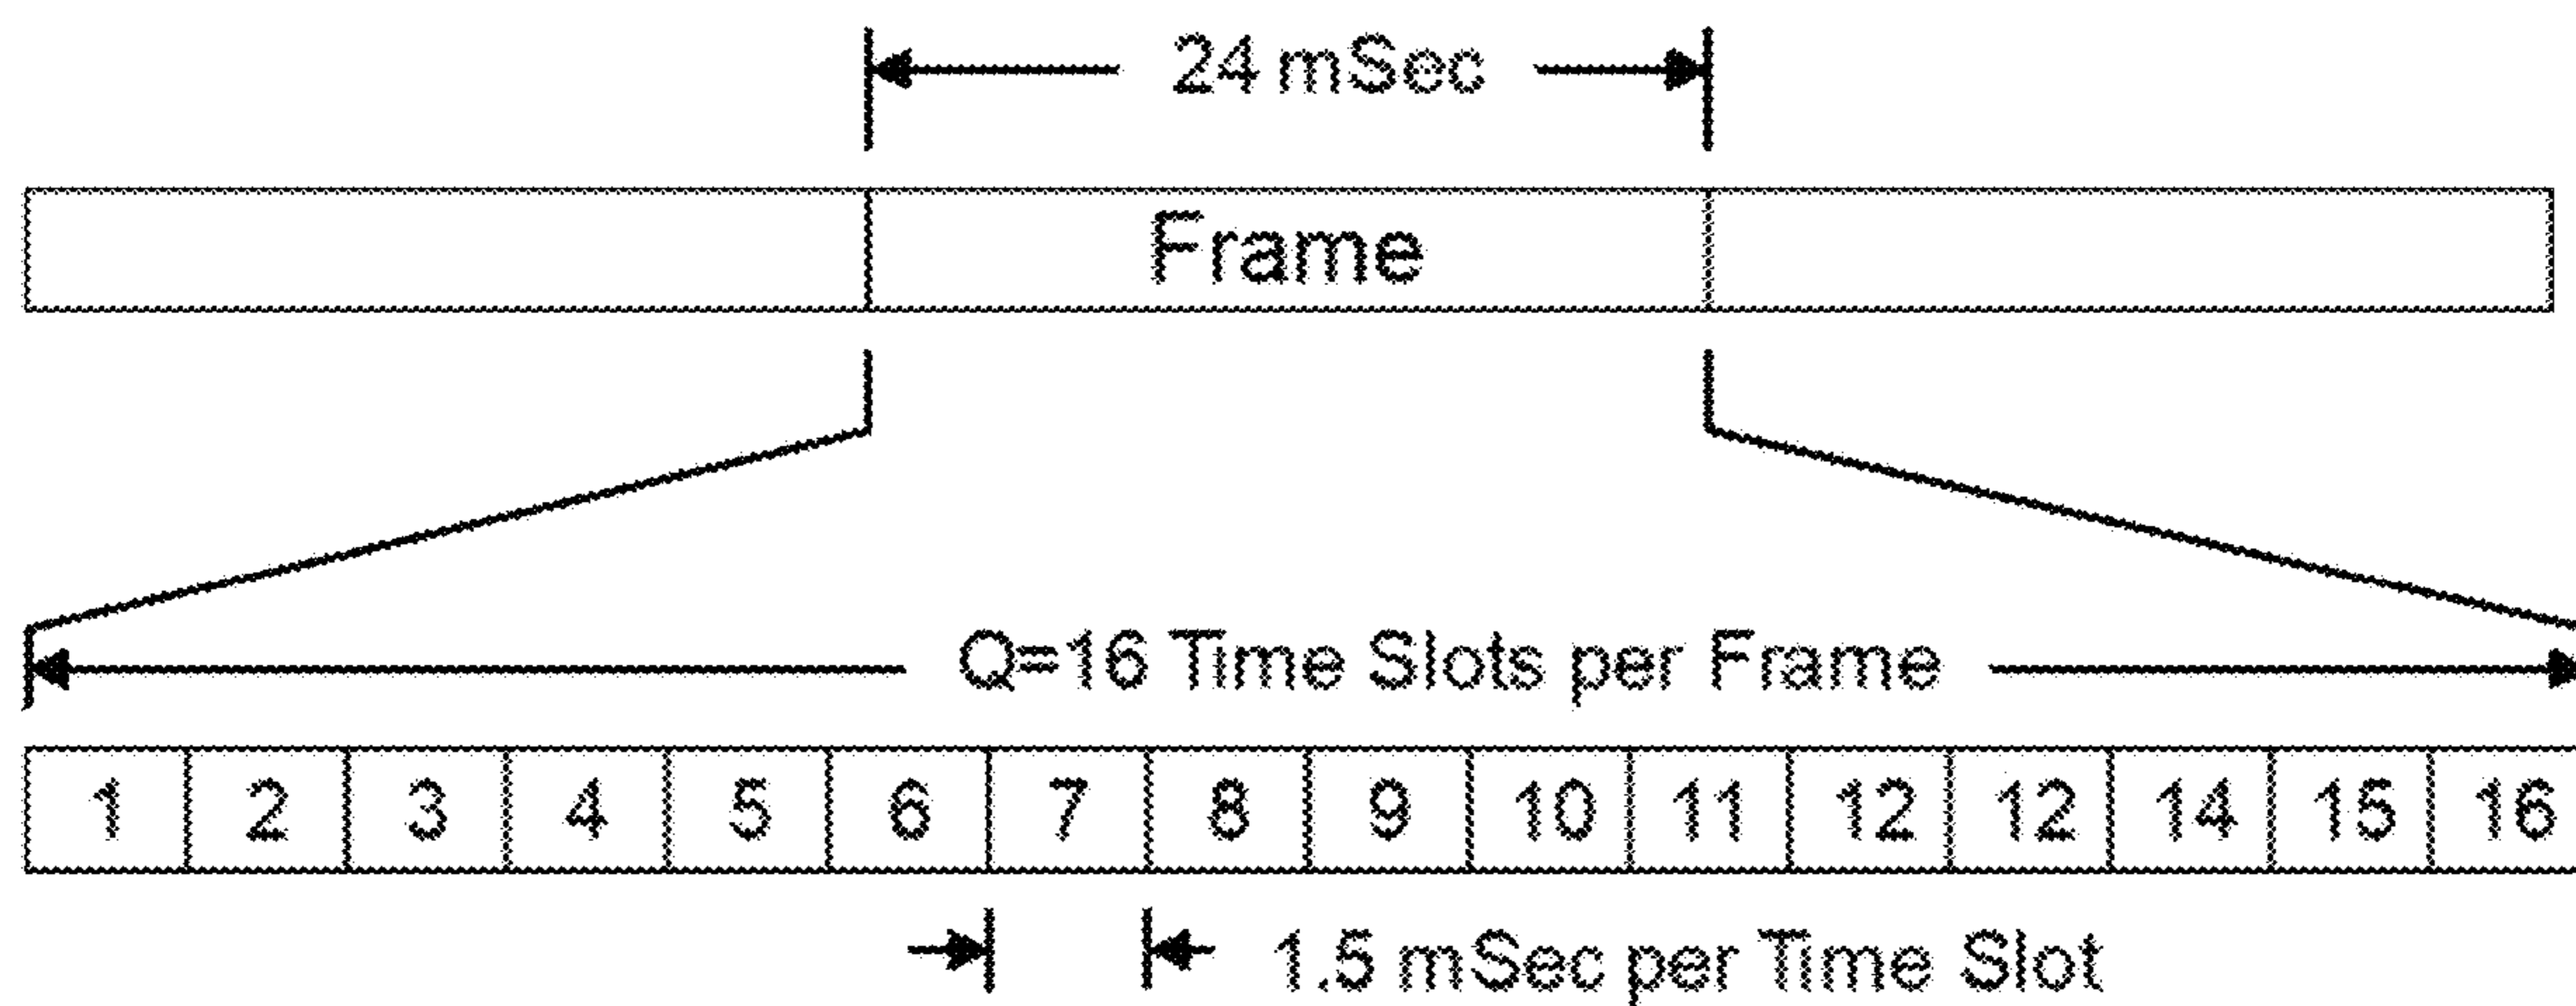 24 mSec
Frame
Q=16 Time Slots per Frame
1 2 3 4 5 6 7 8 9 10 11 12 12 14 15 16
1.5 mSec per Time Slot